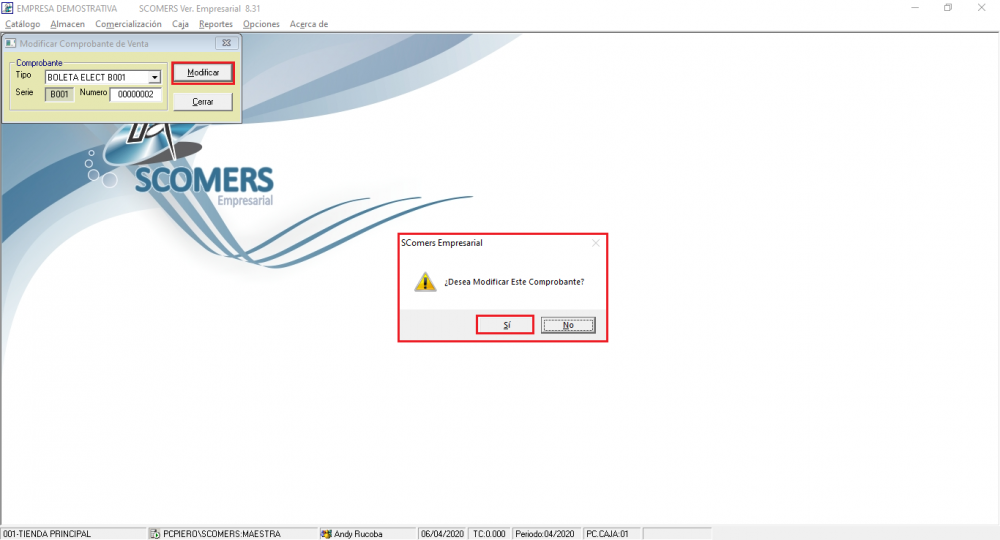 EMPRESA DEMOSTRATIVA SCOMERS Ver. Empresarial 8.31
Catálogo Almacen Comercialización Caja Reportes Opciones Acerca de
Modificar Comprobante de Venta
Comprobante
Tipo BOLETA ELECT B001
Modificar
Serie B001 Numero 00000002
Cerrar
SCOMERS
Empresarial
SComers Empresarial
¿Desea Modificar Este Comprobante?
Sí No
001-TIENDA PRINCIPAL PCPIERO\SCOMERS:MAESTRA Andy Rucoba 06/04/2020 TC:0.000 Periodo:04/2020 PC.CAJA:01